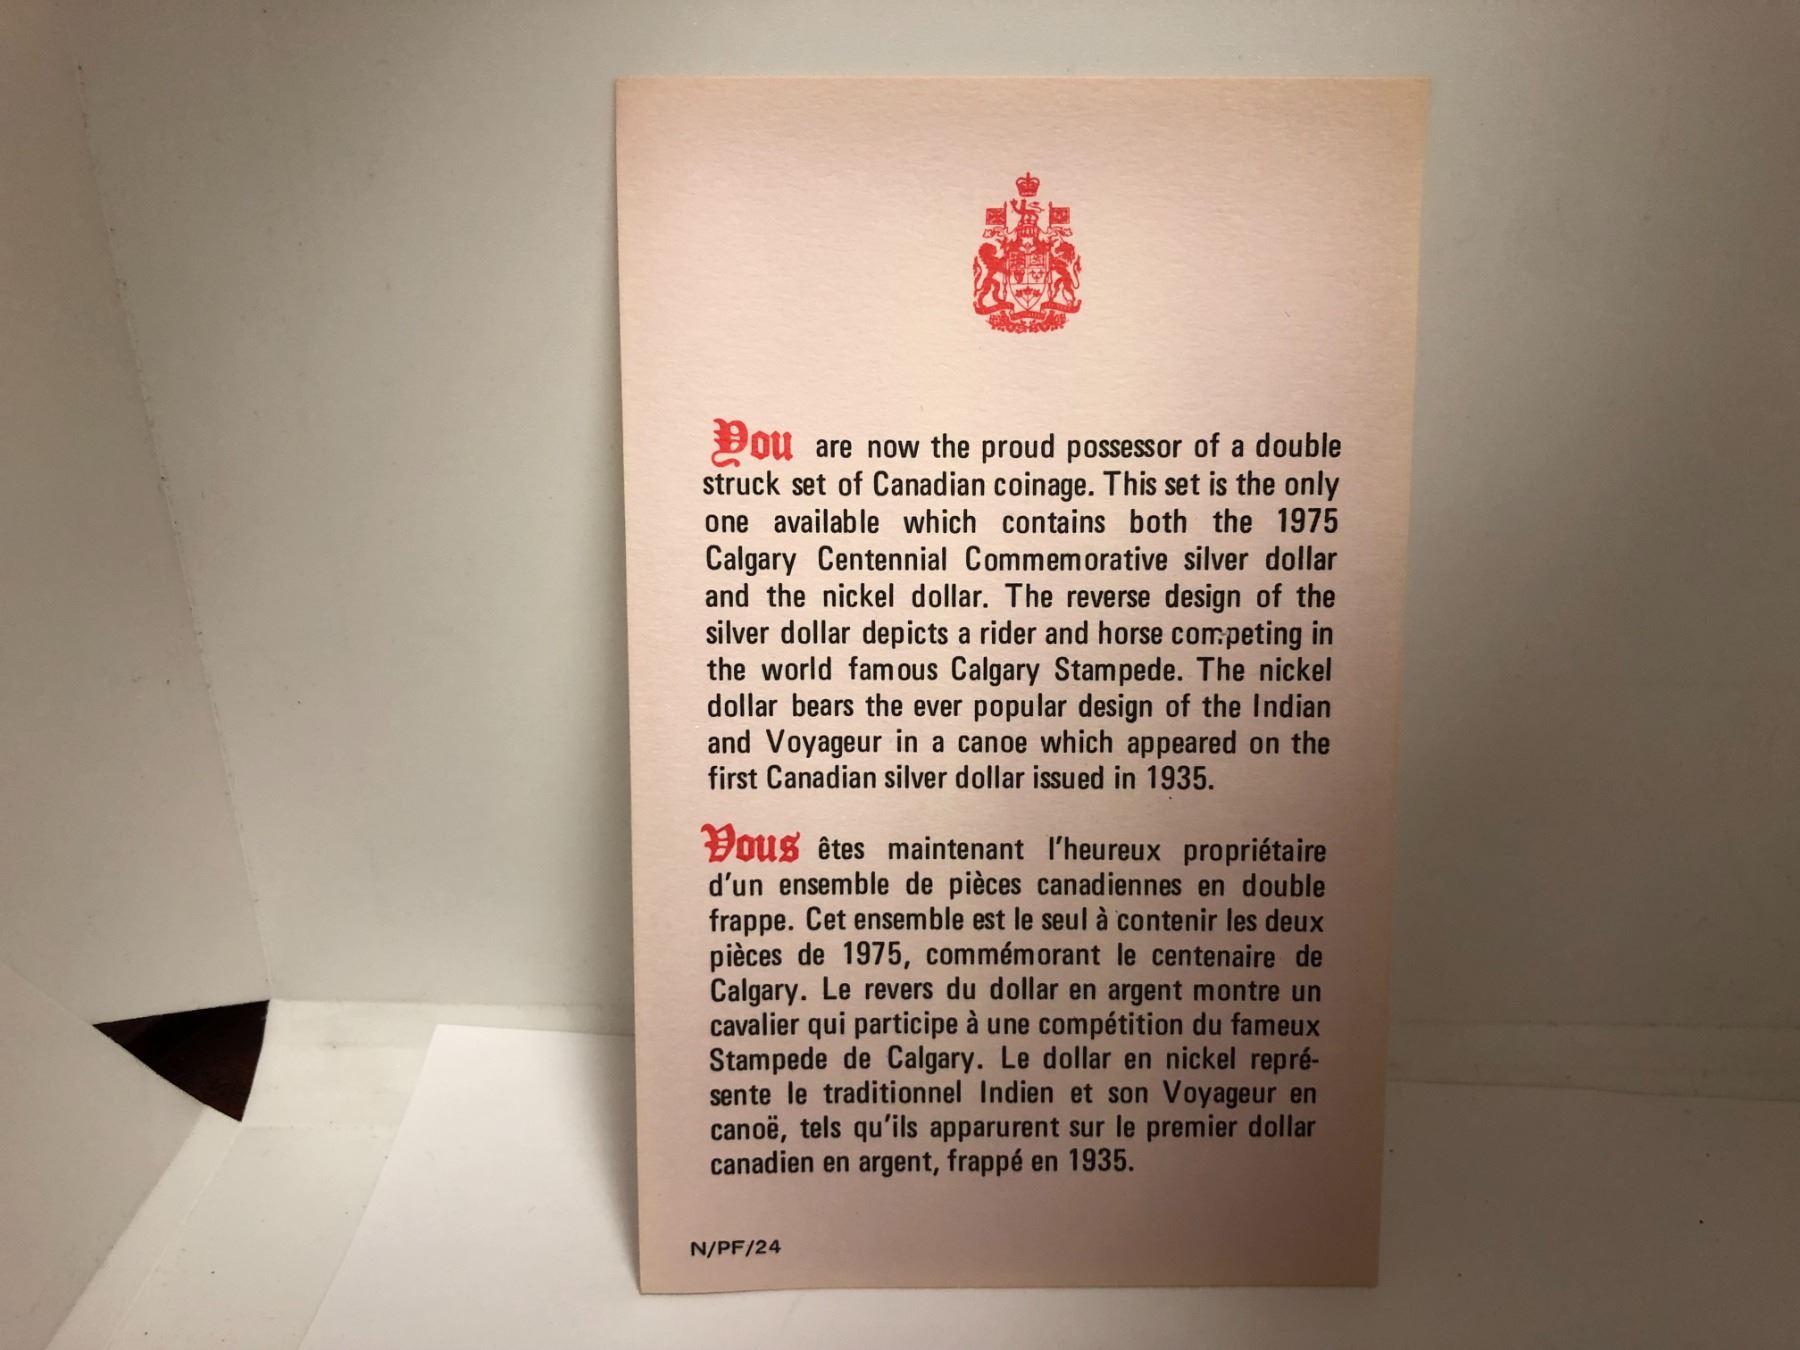 You are now the proud possessor of a double
struck set of Canadian coinage. This set is the only
one available which contains both the 1975
Calgary Centennial Commemorative silver dollar
and the nickel dollar. The reverse design of the
silver dollar depicts a rider and horse competing in
the world famous Calgary Stampede. The nickel
dollar bears the ever popular design of the Indian
and Voyageur in a canoe which appeared on the
first Canadian silver dollar issued in 1935.
Vous êtes maintenant l'heureux propriétaire
d'un ensemble de pièces canadiennes en double
frappe. Cet ensemble est le seul à contenir les deux
pièces de 1975, commémorant le centenaire de
Calgary. Le revers du dollar en argent montre un
cavalier qui participe à une compétition du fameux
Stampede de Calgary. Le dollar en nickel repré-
sente le traditionnel Indien et son Voyageur en
canoë, tels qu'ils apparurent sur le premier dollar
canadien en argent, frappé en 1935.
N/PF/24